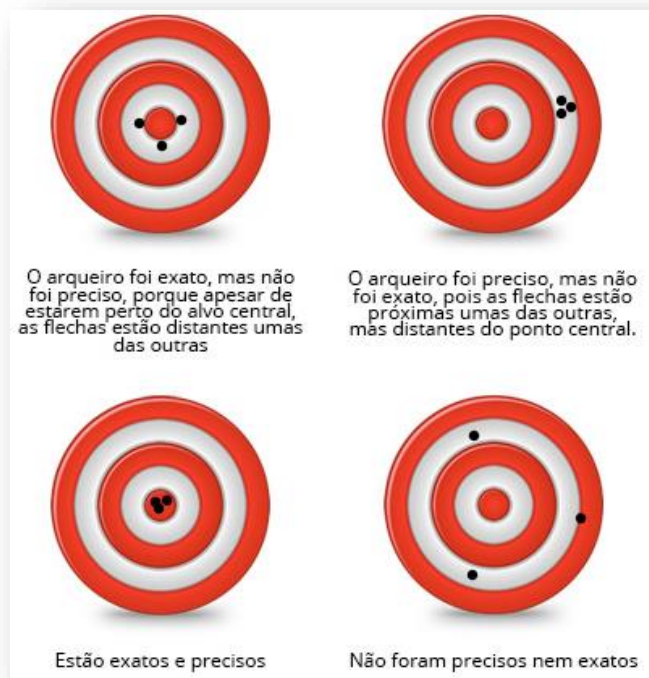 O arqueiro foi exato, mas não
foi preciso, porque apesar de
estarem perto do alvo central,
as flechas estão distantes umas
das outras
O arqueiro foi preciso, mas não
foi exato, pois as flechas estão
próximas umas das outras,
mas distantes do ponto central.
Estão exatos e precisos
Não foram precisos nem exatos